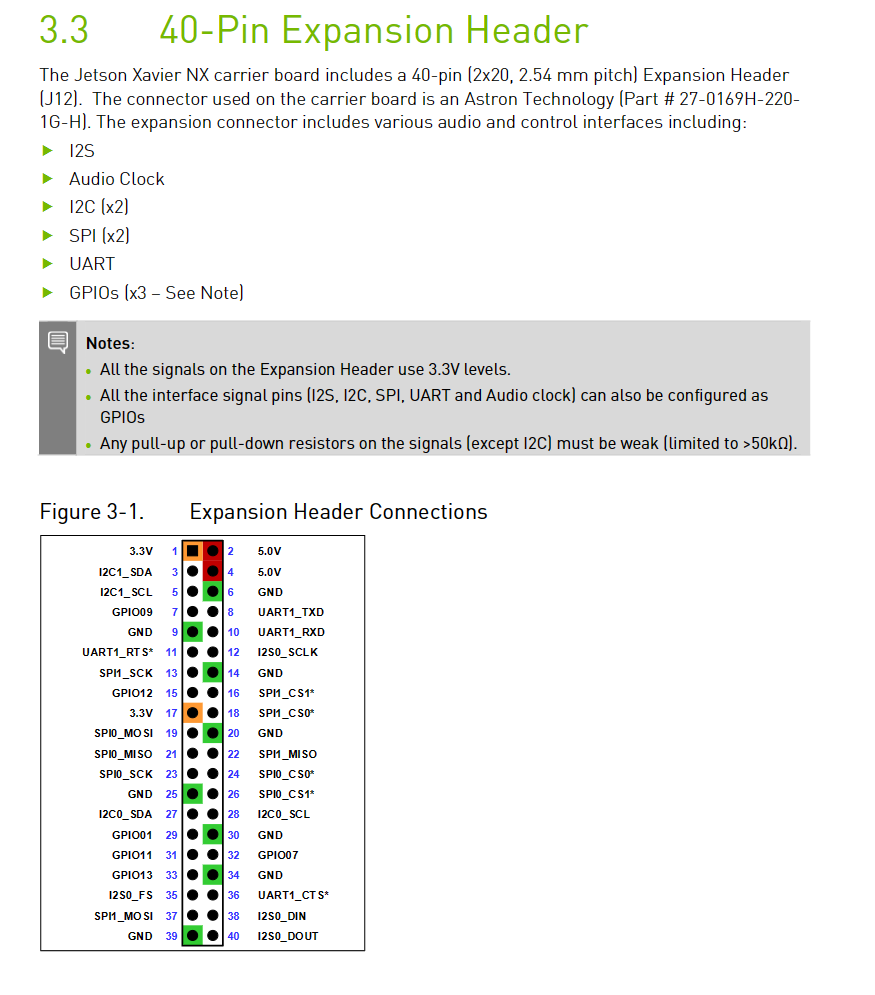 3.3 40-Pin Expansion Header
The Jetson Xavier NX carrier board includes a 40-pin (2x20, 2.54 mm pitch) Expansion Header
(J12). The connector used on the carrier board is an Astron Technology (Part # 27-0169H-220-
1G-H). The expansion connector includes various audio and control interfaces including:
► I2S
► Audio Clock
► I2C (x2)
► SPI (x2)
► UART
► GPIOs (x3 – See Note)
Notes:
• All the signals on the Expansion Header use 3.3V levels.
• All the interface signal pins (I2S, I2C, SPI, UART and Audio clock) can also be configured as
GPIOs
• Any pull-up or pull-down resistors on the signals (except I2C) must be weak (limited to >50kΩ).
Figure 3-1. Expansion Header Connections
3.3V 1 2 5.0V
I2C1_SDA 3 4 5.0V
I2C1_SCL 5 6 GND
GPIO09 7 8 UART1_TXD
GND 9 10 UART1_RXD
UART1_RTS* 11 12 I2S0_SCLK
SPI1_SCK 13 14 GND
GPIO12 15 16 SPI1_CS1*
3.3V 17 18 SPI1_CS0*
SPI0_MOSI 19 20 GND
SPI0_MISO 21 22 SPI1_MISO
SPI0_SCK 23 24 SPI0_CS0*
GND 25 26 SPI0_CS1*
I2C0_SDA 27 28 I2C0_SCL
GPIO01 29 30 GND
GPIO11 31 32 GPIO07
GPIO13 33 34 GND
I2S0_FS 35 36 UART1_CTS*
SPI1_MOSI 37 38 I2S0_DIN
GND 39 40 I2S0_DOUT